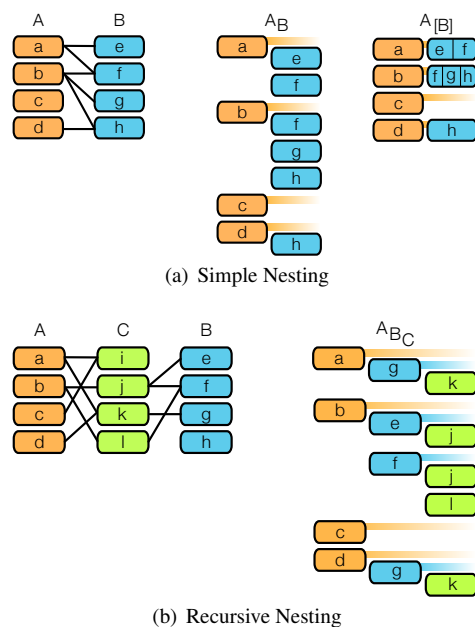 A B A_B A_[B]
a e a a e f
e
b f f b f g h
b
c g f c
d h g d h
h
c
d
h
(a) Simple Nesting
A C B A_B_C
a i e a
g
k
b j f b
e
c k g j
d l h f j
l
c
d
g
k
(b) Recursive Nesting